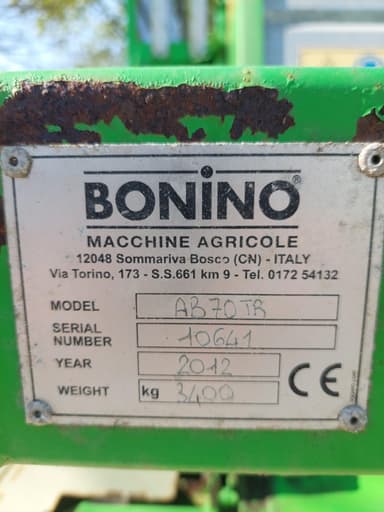 BONINO®
MACCHINE AGRICOLE
12048 Sommariva Bosco (CN) - ITALY
Via Torino, 173 - S.S.661 km 9 - Tel. 0172 54132
MODEL AB70TR
SERIAL NUMBER 10641
YEAR 2012
WEIGHT kg 3400
CE